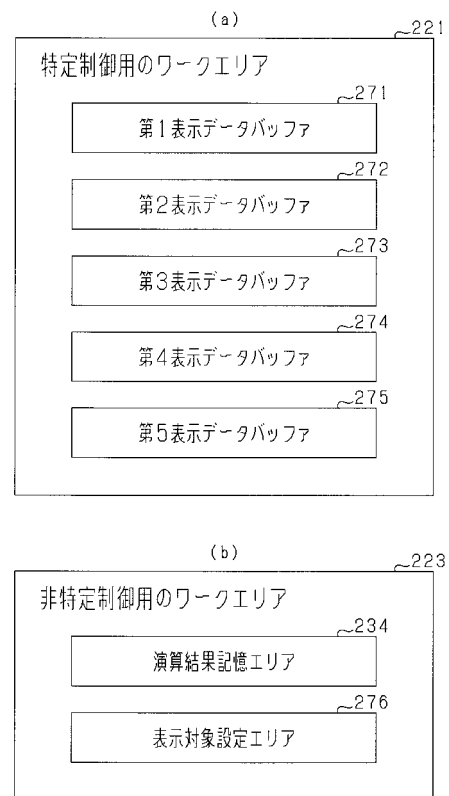 (a)
221
特定制御用のワークエリア
271
第1表示データバッファ
272
第2表示データバッファ
273
第3表示データバッファ
274
第4表示データバッファ
275
第5表示データバッファ
(b)
223
非特定制御用のワークエリア
234
演算結果記憶エリア
276
表示対象設定エリア